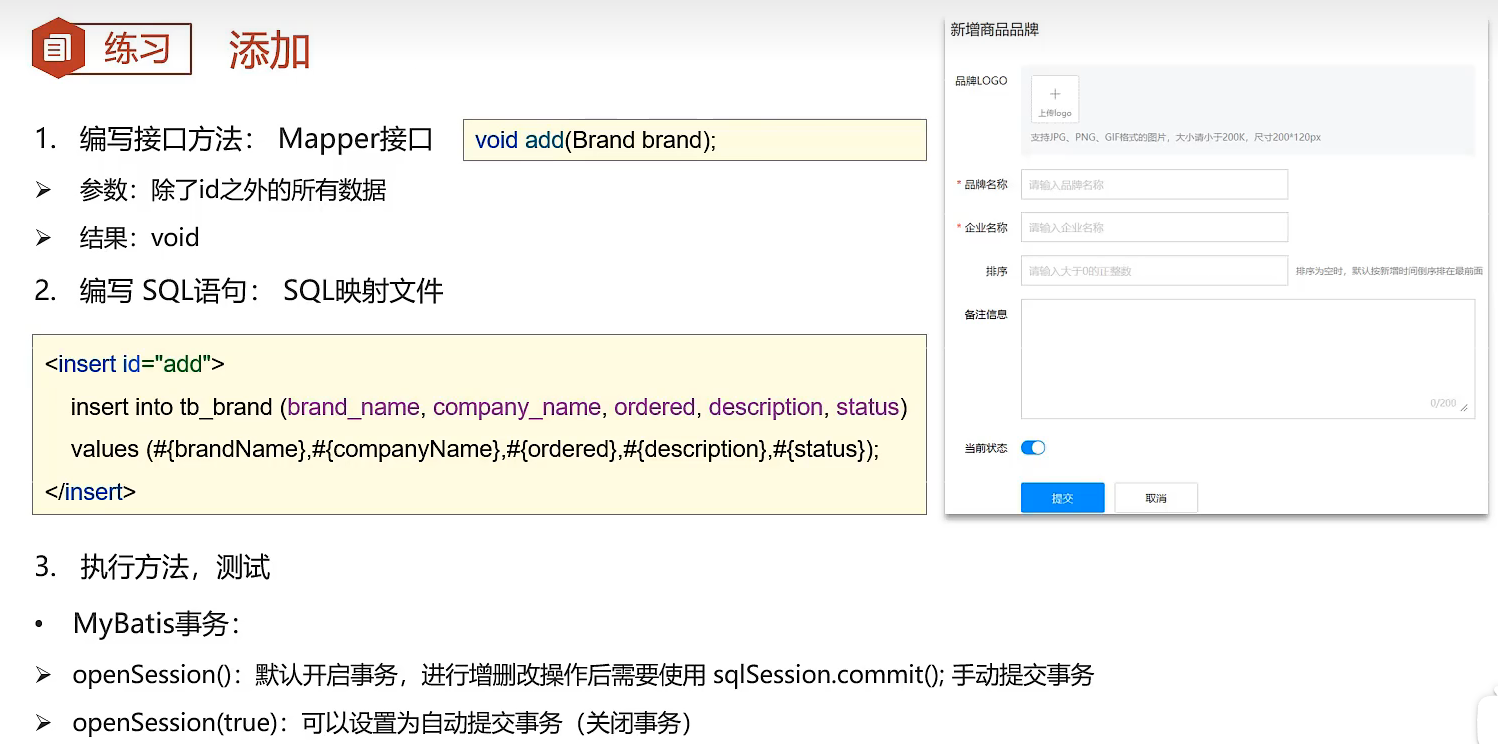 练习 添加
1. 编写接口方法： Mapper接口
void add(Brand brand);
➢ 参数：除了id之外的所有数据
➢ 结果：void
2. 编写 SQL语句： SQL映射文件
<insert id="add">
insert into tb_brand (brand_name, company_name, ordered, description, status)
values (#{brandName},#{companyName},#{ordered},#{description},#{status});
</insert>
3. 执行方法，测试
• MyBatis事务：
➢ openSession()：默认开启事务，进行增删改操作后需要使用 sqlSession.commit(); 手动提交事务
➢ openSession(true)：可以设置为自动提交事务（关闭事务）
新增商品品牌
品牌LOGO
+
上传logo
支持JPG、PNG、GIF格式的图片，大小请小于200K，尺寸200*120px
* 品牌名称 请输入品牌名称
* 企业名称 请输入企业名称
排序 请输入大于0的正整数 排序为空时，默认按新增时间倒序排在最前面
备注信息
0/200
当前状态
提交 取消